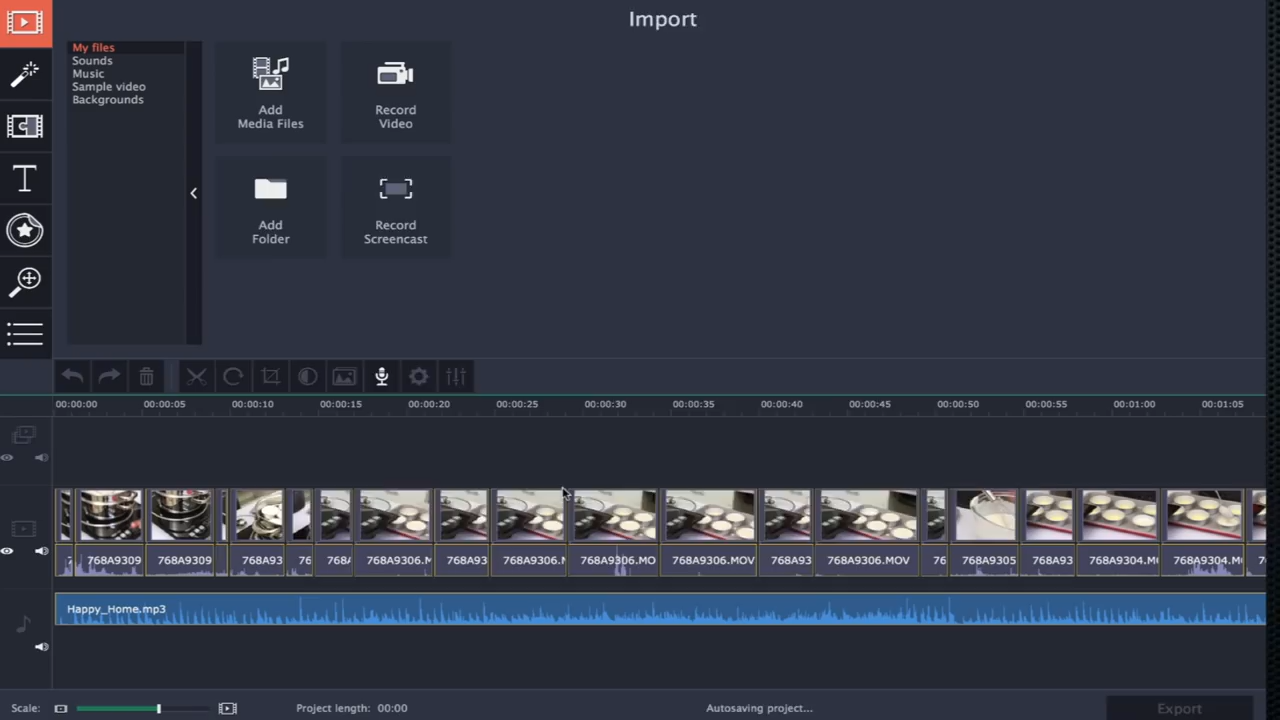 Import
My files
Sounds
Music
Sample video
Backgrounds
Add
Media Files
Record
Video
Add
Folder
Record
Screencast
00:00:00 00:00:05 00:00:10 00:00:15 00:00:20 00:00:25 00:00:30 00:00:35 00:00:40 00:00:45 00:00:50 00:00:55 00:01:00 00:01:05
768A9309 768A9309 768A93 76 768A 768A9306.M 768A93 768A9306.M 768A9306.MO 768A9306.MOV 768A93 768A9306.MOV 76 768A9305 768A93 768A9304.M 768A9304.M
Happy_Home.mp3
Scale: Project length: 00:00 Autosaving project... Export